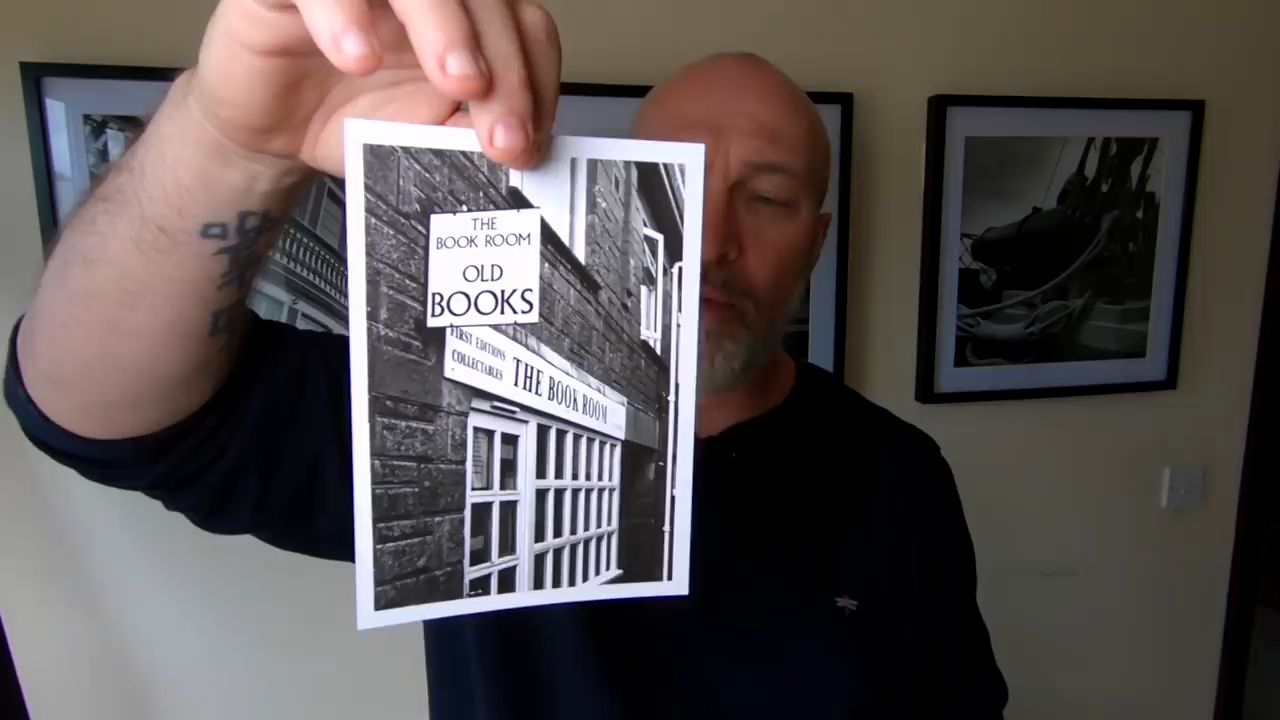 THE
BOOK ROOM
OLD
BOOKS
FIRST EDITIONS
COLLECTABLES
THE BOOK ROOM